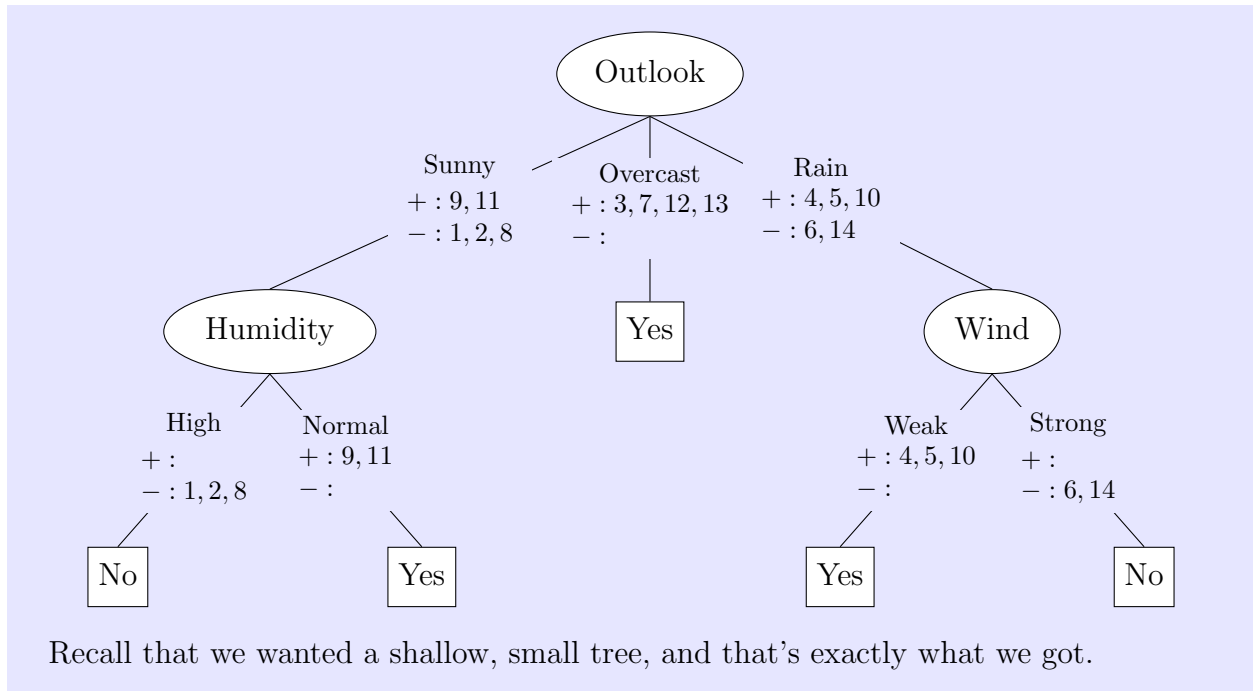 Outlook
Sunny
+ : 9, 11
− : 1, 2, 8
Overcast
+ : 3, 7, 12, 13
− :
Rain
+ : 4, 5, 10
− : 6, 14
Humidity
Yes
Wind
High
+ :
− : 1, 2, 8
Normal
+ : 9, 11
− :
Weak
+ : 4, 5, 10
− :
Strong
+ :
− : 6, 14
No
Yes
Yes
No
Recall that we wanted a shallow, small tree, and that's exactly what we got.